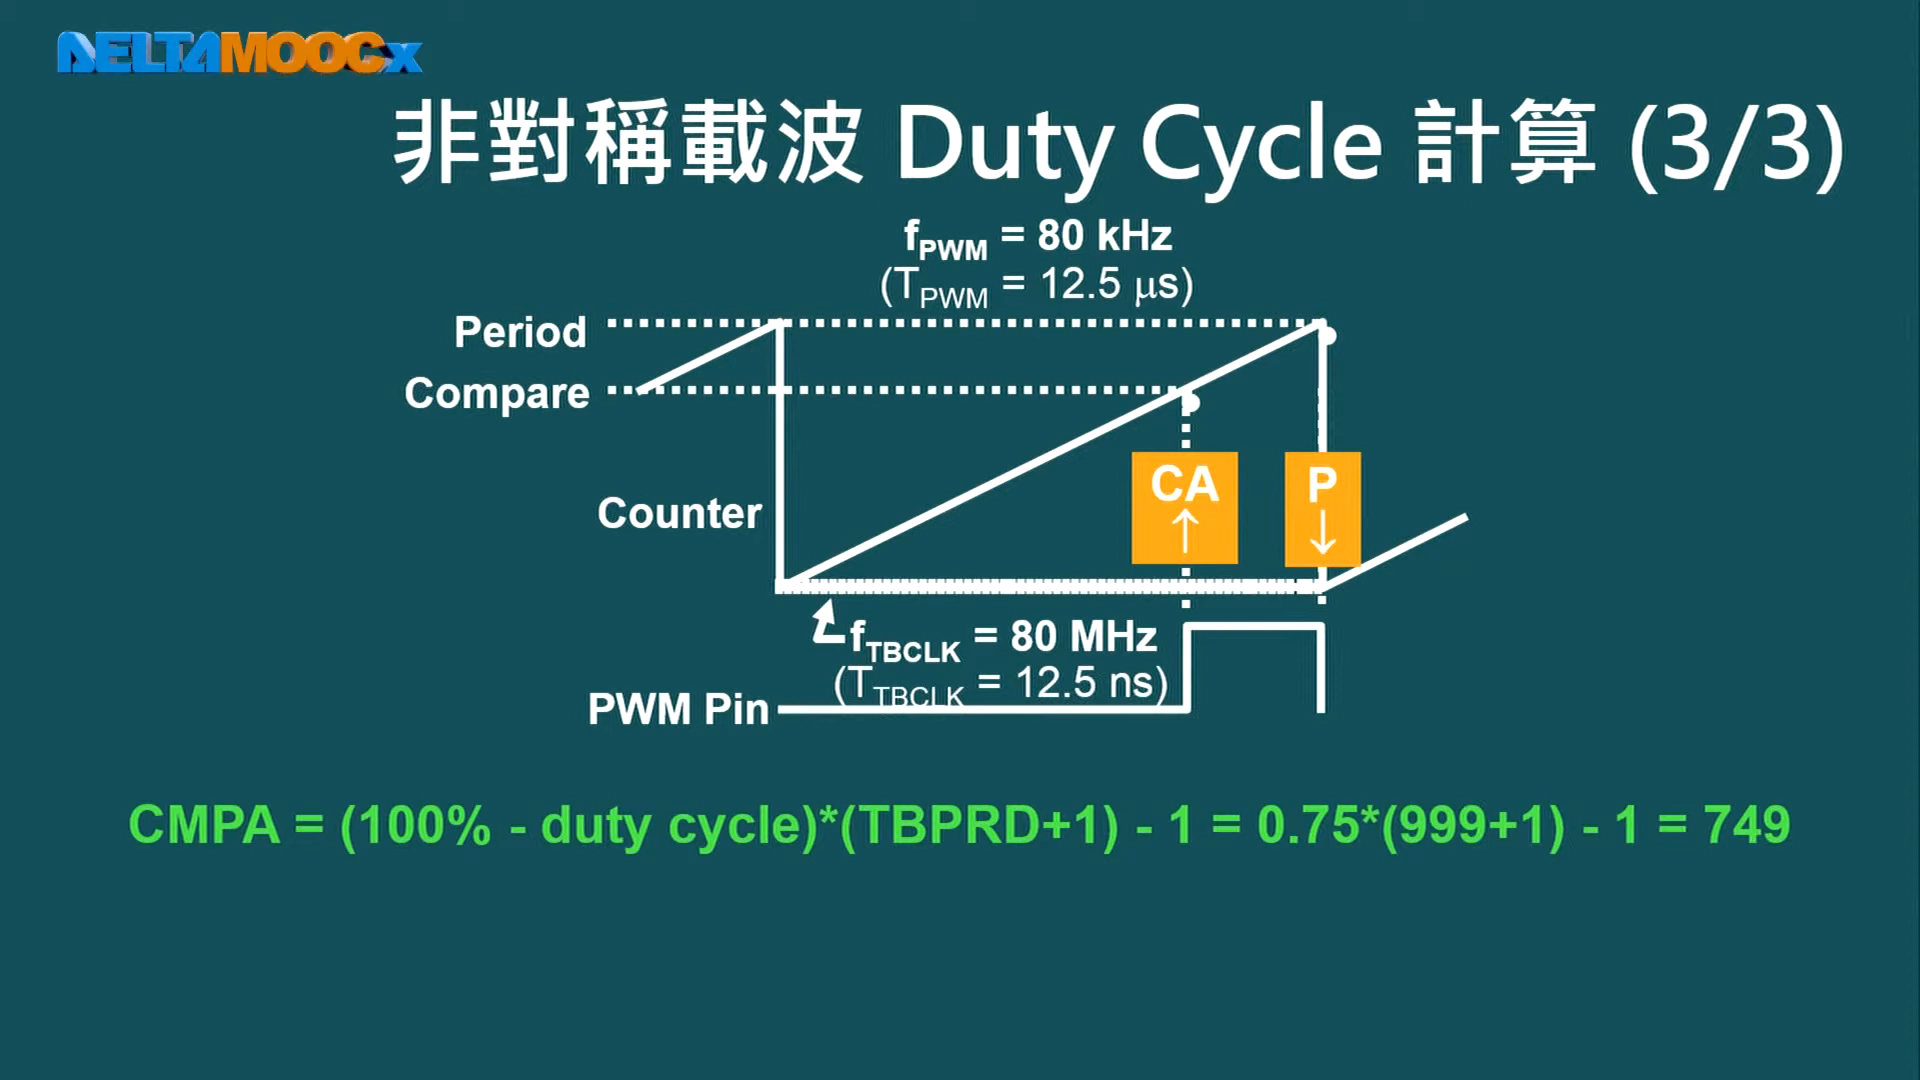 DELTAMOOCx
非對稱載波 Duty Cycle 計算 (3/3)
fPWM = 80 kHz
(TPWM = 12.5 μs)
Period
Compare
CA
↑
P
↓
Counter
fTBCLK = 80 MHz
(TTBCLK = 12.5 ns)
PWM Pin
CMPA = (100% - duty cycle)*(TBPRD+1) - 1 = 0.75*(999+1) - 1 = 749